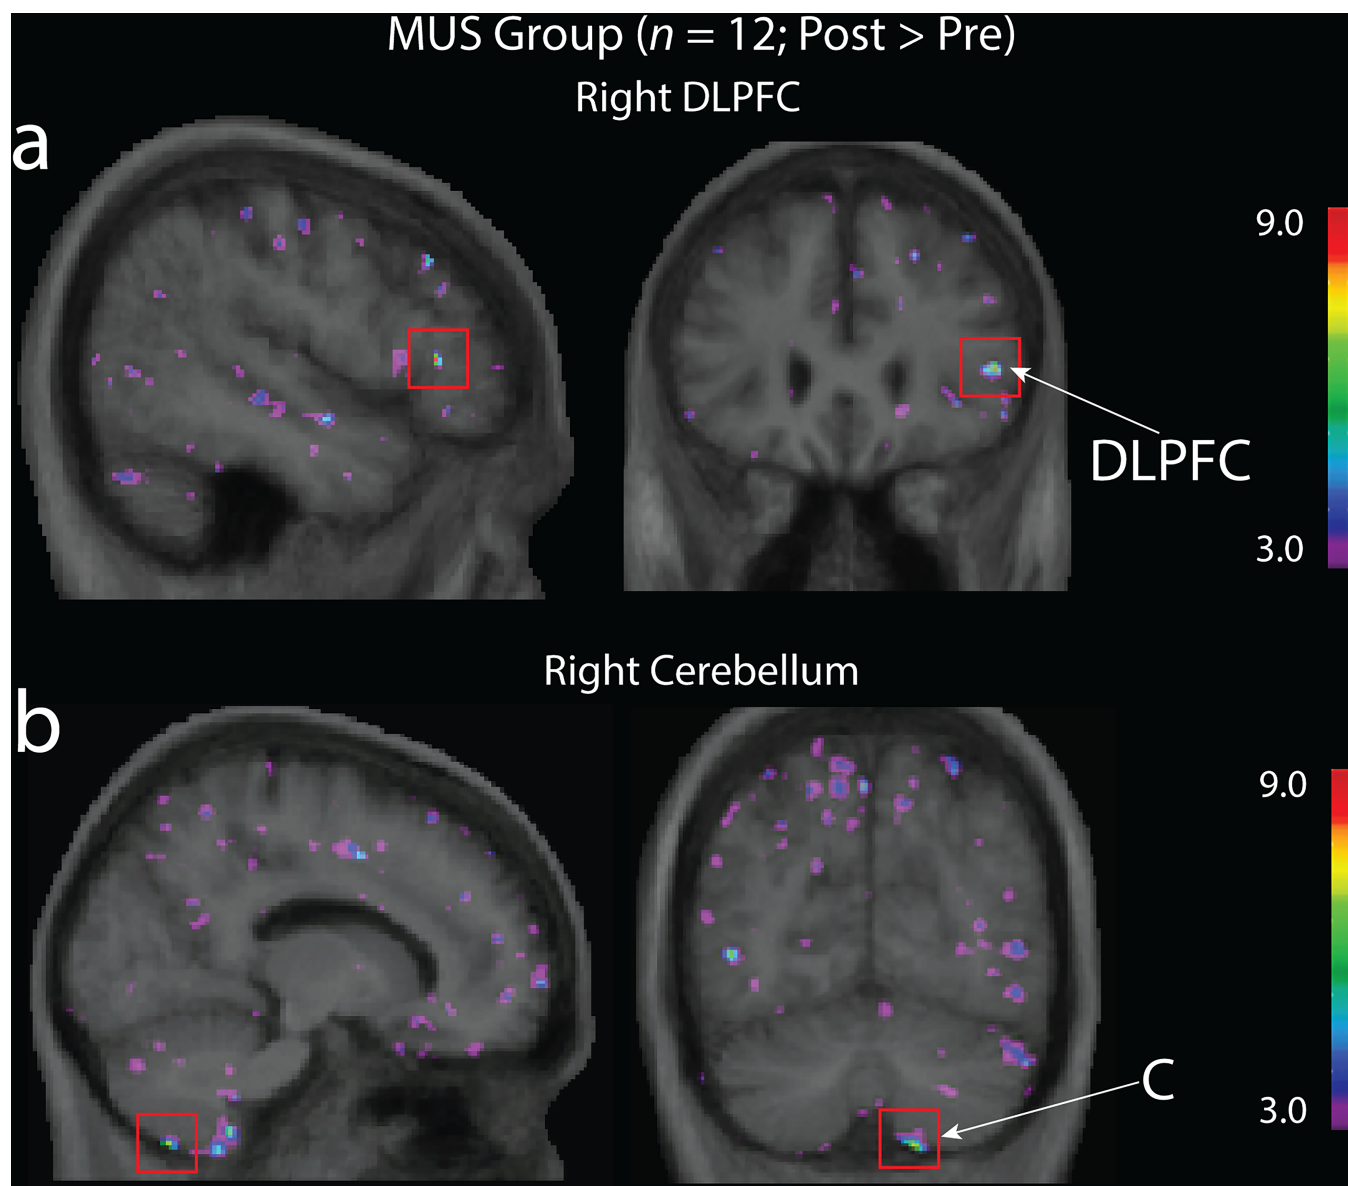 MUS Group (n = 12; Post > Pre)
Right DLPFC
a
9.0
DLPFC
3.0
Right Cerebellum
b
9.0
C
3.0